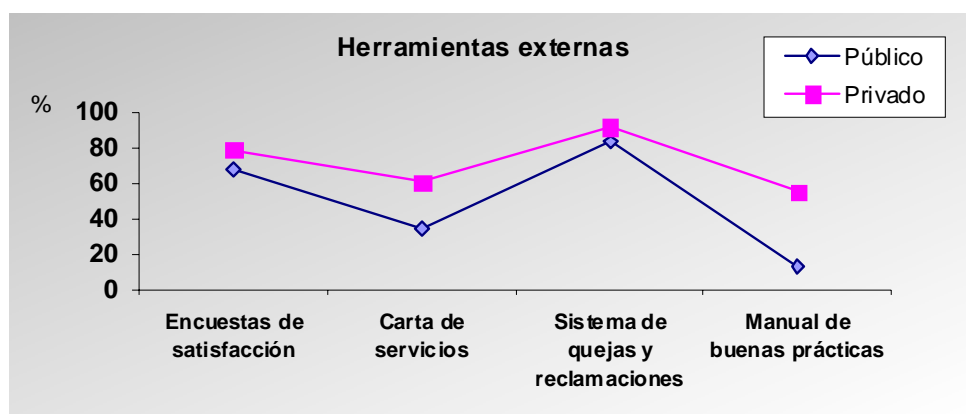 Herramientas externas
Público
Privado
%
100
80
60
40
20
0
Encuestas de
satisfacción
Carta de
servicios
Sistema de
quejas y
reclamaciones
Manual de
buenas prácticas